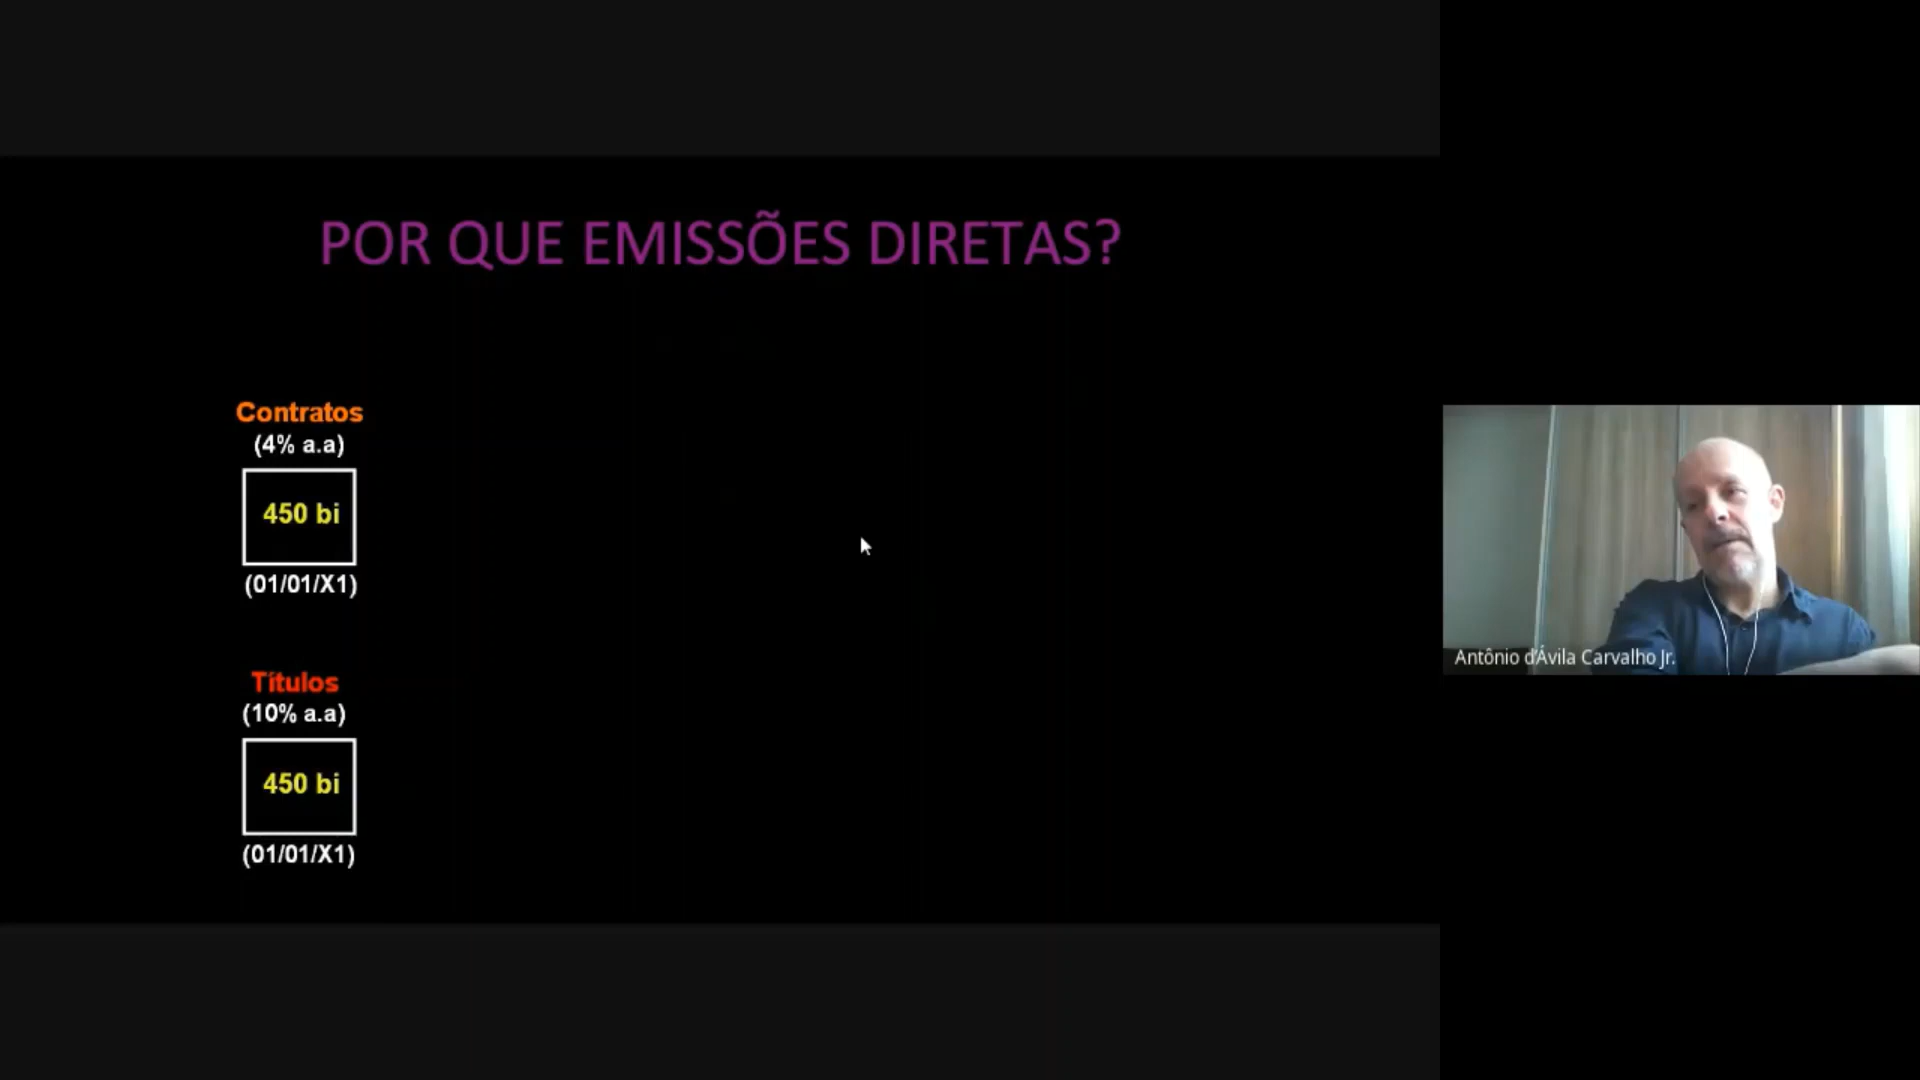 POR QUE EMISSÕES DIRETAS?
Contratos
(4% a.a)
450 bi
(01/01/X1)
Títulos
(10% a.a)
450 bi
(01/01/X1)
Antônio d'Ávila Carvalho Jr.